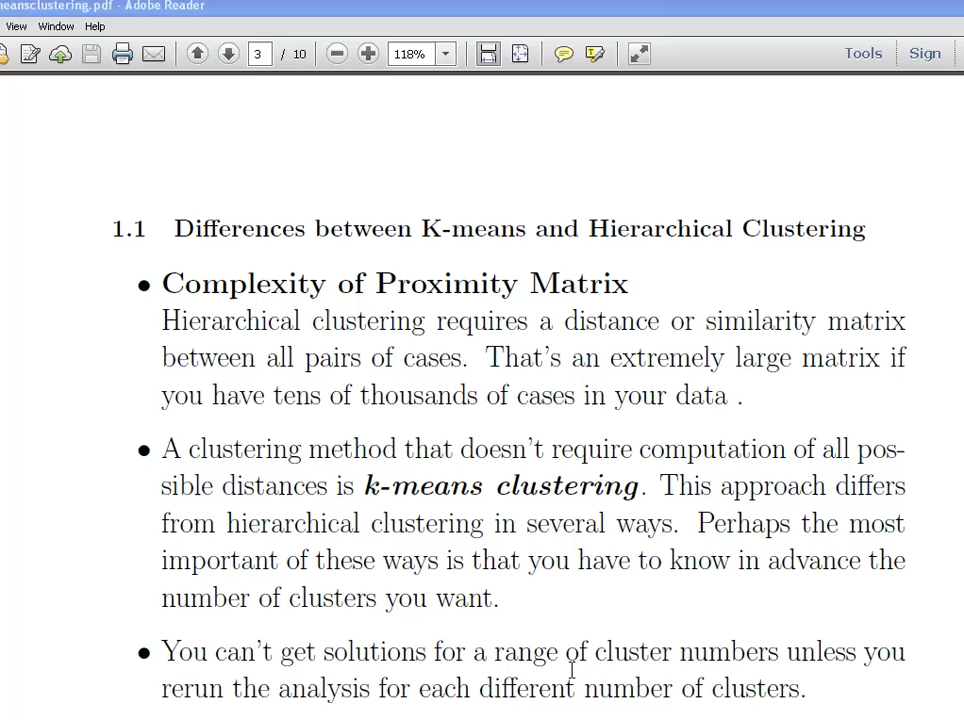 meansclustering.pdf - Adobe Reader
View Window Help
3 / 10 118% Tools Sign
1.1 Differences between K-means and Hierarchical Clustering
• Complexity of Proximity Matrix
Hierarchical clustering requires a distance or similarity matrix
between all pairs of cases. That's an extremely large matrix if
you have tens of thousands of cases in your data .
• A clustering method that doesn't require computation of all pos-
sible distances is k-means clustering. This approach differs
from hierarchical clustering in several ways. Perhaps the most
important of these ways is that you have to know in advance the
number of clusters you want.
• You can't get solutions for a range of cluster numbers unless you
rerun the analysis for each different number of clusters.